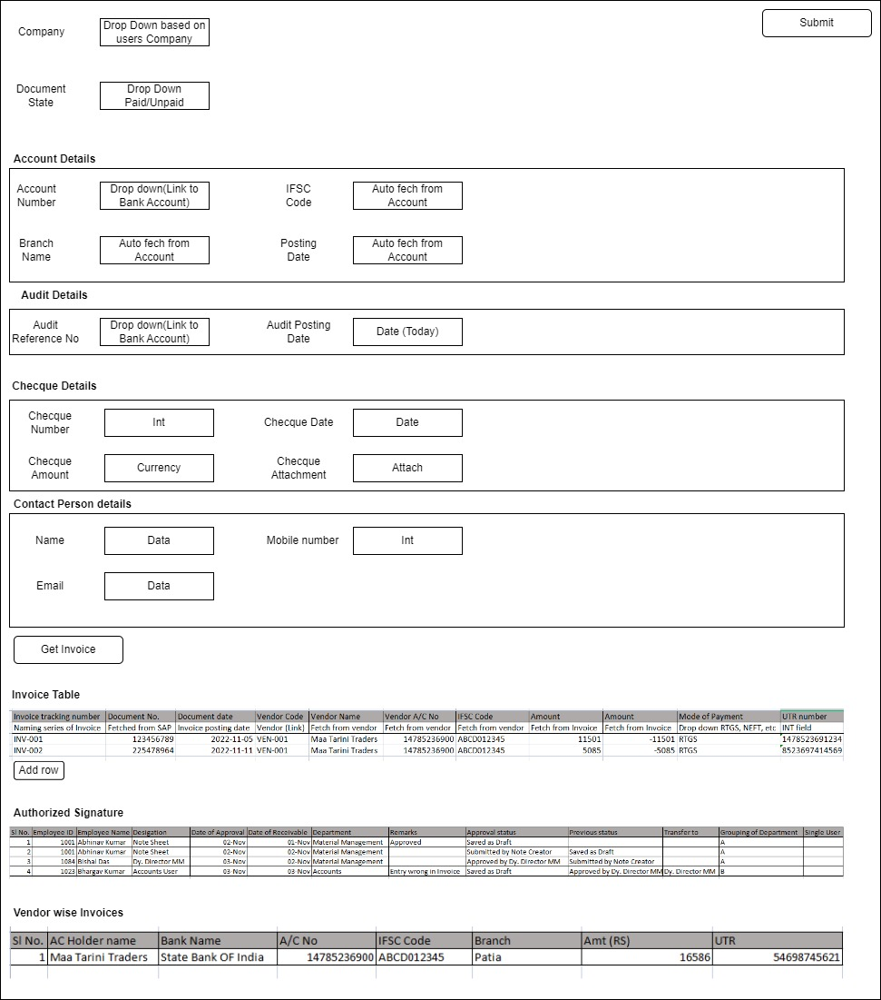 Company
Drop Down based on
users Company
Submit
Document
State
Drop Down
Paid/Unpaid
Account Details
Account
Number
Drop down(Link to
Bank Account)
IFSC
Code
Auto fech from
Account
Branch
Name
Auto fech from
Account
Posting
Date
Auto fech from
Account
Audit Details
Audit
Reference No
Drop down(Link to
Bank Account)
Audit Posting
Date
Date (Today)
Checque Details
Checque
Number
Int
Checque Date
Date
Checque
Amount
Currency
Checque
Attachment
Attach
Contact Person details
Name
Data
Mobile number
Int
Email
Data
Get Invoice
Invoice Table
Invoice tracking number Document No. Document date Vendor Code Vendor Name Vendor A/C No IFSC Code Amount Amount Mode of Payment UTR number
Naming series of Invoice Fetched from SAP Invoice posting date Vendor (Link) Fetch from vendor Fetch from vendor Fetch from vendor Fetch from Invoice Fetch from Invoice Drop down RTGS, NEFT, etc INT field
INV-001 123456789 2022-11-05 VEN-001 Maa Tarini Traders 14785236900 ABCD012345 11501 -11501 RTGS 1478523691234
INV-002 225478964 2022-11-11 VEN-001 Maa Tarini Traders 14785236900 ABCD012345 5085 -5085 RTGS 8523697414569
Add row
Authorized Signature
Sl No. Employee ID Employee Name Desigation Date of Approval Date of Receivable Department Remarks Approval status Previous status Transfer to Grouping of Department Single User
1 1001 Abhinav Kumar Note Sheet 02-Nov 01-Nov Material Management Approved Saved as Draft A
2 1001 Abhinav Kumar Note Sheet 02-Nov 02-Nov Material Management Submitted by Note Creator Saved as Draft A
3 1084 Bishal Das Dy. Director MM 03-Nov 02-Nov Material Management Approved by Dy. Director MM Submitted by Note Creator A
4 1023 Bhargav Kumar Accounts User 03-Nov 03-Nov Accounts Entry wrong in Invoice Saved as Draft Approved by Dy. Director MM Dy. Director MM B
Vendor wise Invoices
Sl No. AC Holder name Bank Name A/C No IFSC Code Branch Amt (RS) UTR
1 Maa Tarini Traders State Bank OF India 14785236900 ABCD012345 Patia 16586 54698745621